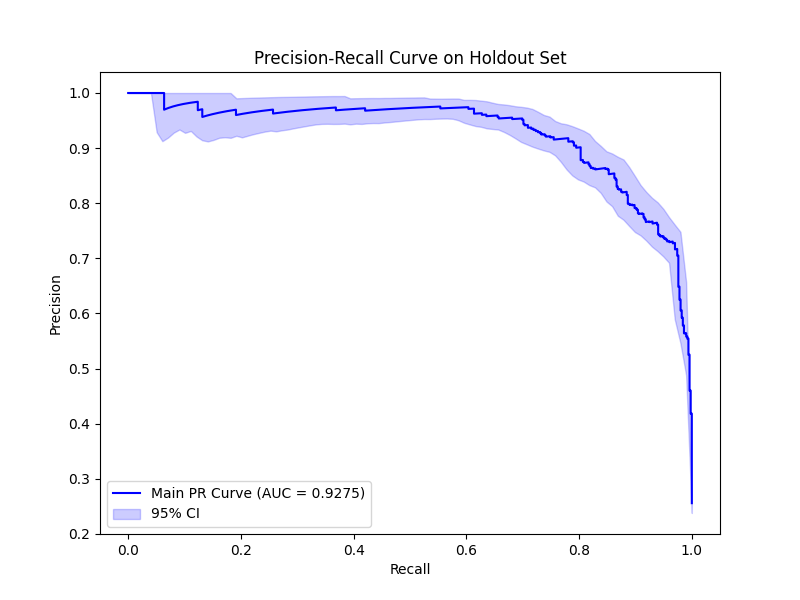 Precision-Recall Curve on Holdout Set
Precision
1.0
0.9
0.8
0.7
0.6
0.5
0.4
0.3
0.2
Main PR Curve (AUC = 0.9275)
95% CI
0.0 0.2 0.4 0.6 0.8 1.0
Recall